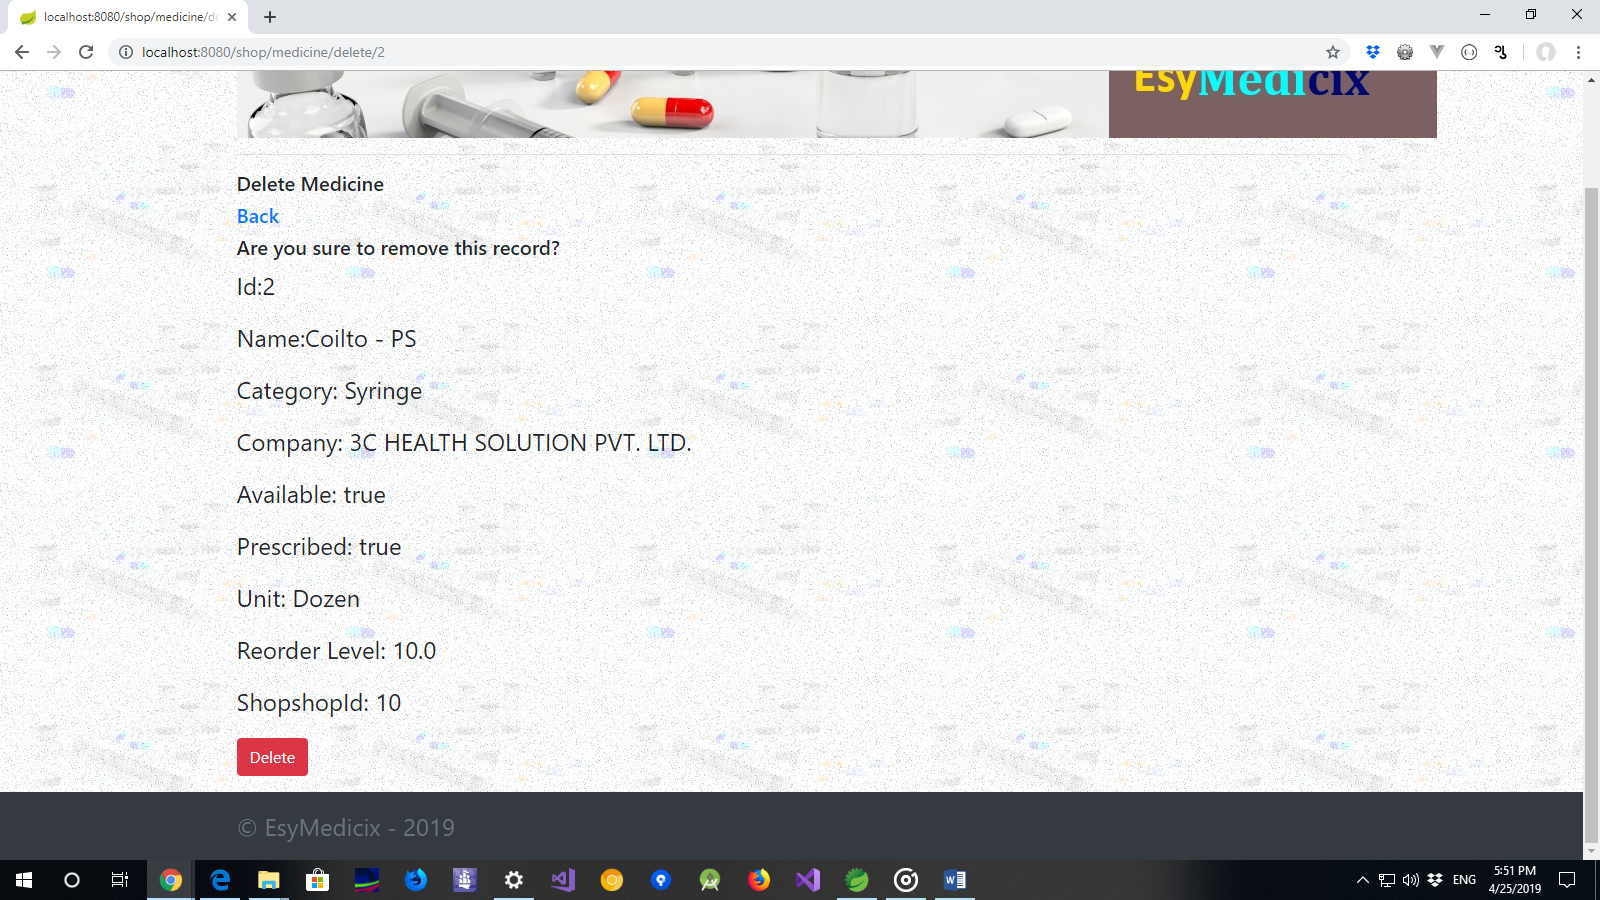 localhost:8080/shop/medicine/de
localhost:8080/shop/medicine/delete/2
EsyMedicix
Delete Medicine
Back
Are you sure to remove this record?
Id:2
Name:Coilto - PS
Category: Syringe
Company: 3C HEALTH SOLUTION PVT. LTD.
Available: true
Prescribed: true
Unit: Dozen
Reorder Level: 10.0
ShopshopId: 10
Delete
© EsyMedicix - 2019
ENG
5:51 PM
4/25/2019